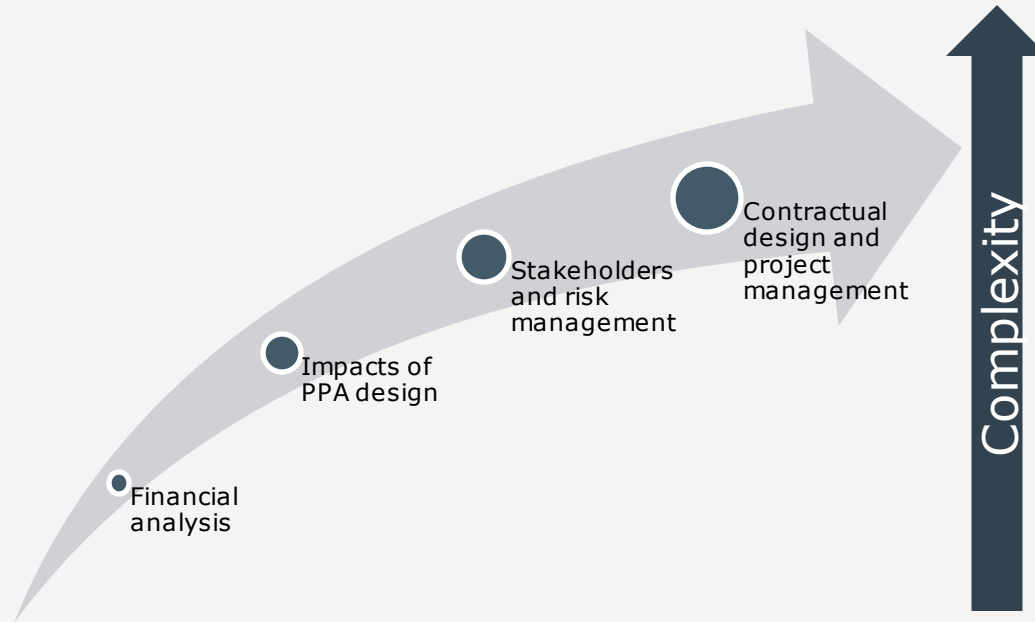 Contractual
design and
project
management
Stakeholders
and risk
management
Impacts of
PPA design
Financial
analysis
Complexity